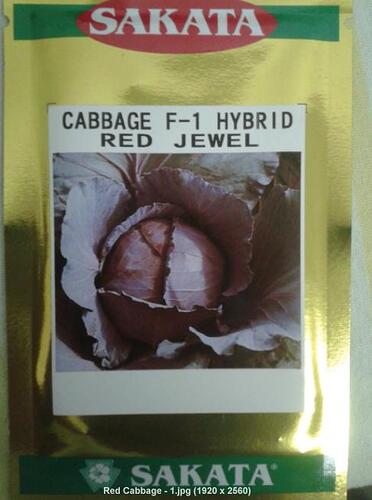 SAKATA
CABBAGE F-1 HYBRID
RED JEWEL
SAKATA®
Red Cabbage - 1.jpg (1920 x 2560)